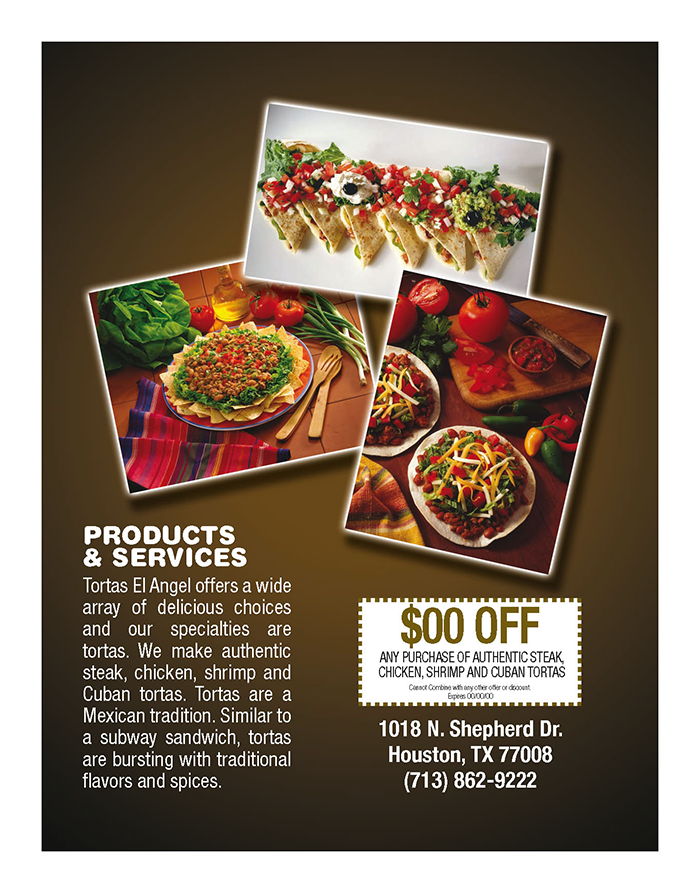 PRODUCTS
& SERVICES
Tortas El Angel offers a wide
array of delicious choices
and our specialties are
tortas. We make authentic
steak, chicken, shrimp and
Cuban tortas. Tortas are a
Mexican tradition. Similar to
a subway sandwich, tortas
are bursting with traditional
flavors and spices.
$00 OFF
ANY PURCHASE OF AUTHENTIC STEAK,
CHICKEN, SHRIMP AND CUBAN TORTAS
Cannot Combine with any other offer or discount.
Expires 00/00/00
1018 N. Shepherd Dr.
Houston, TX 77008
(713) 862-9222